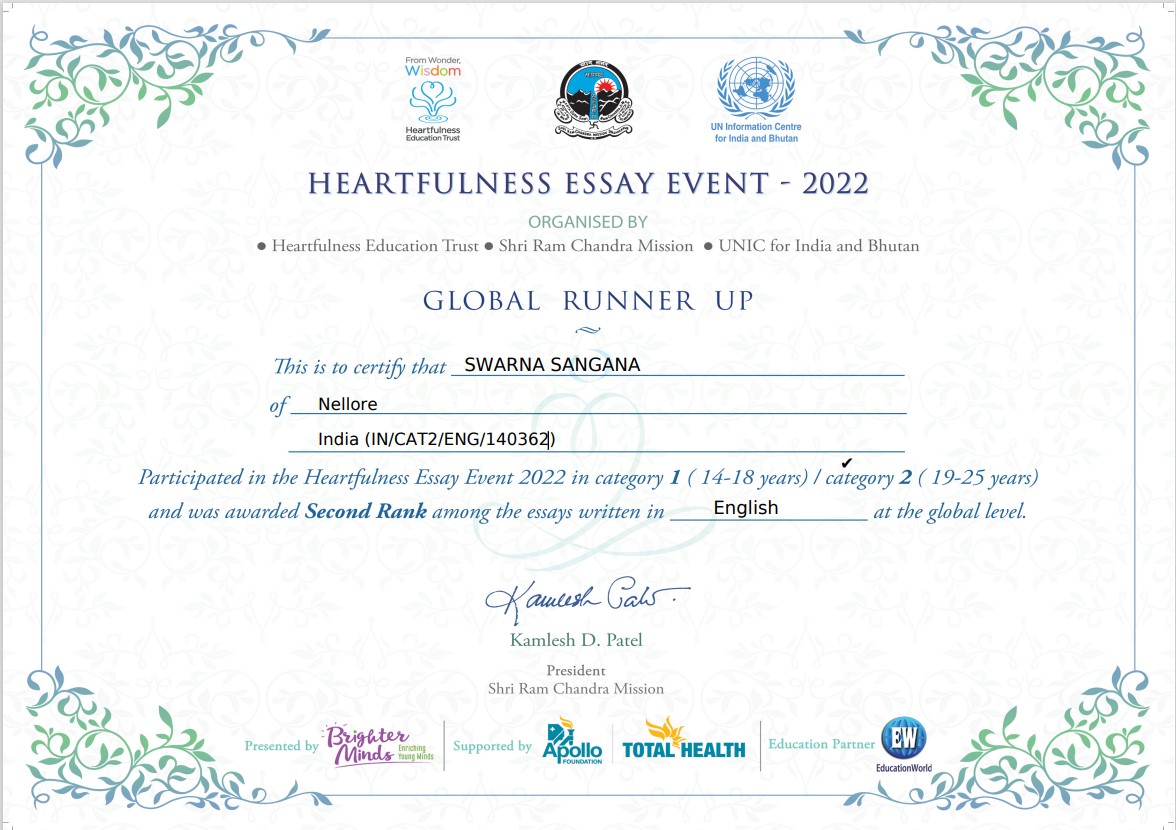 From Wonder,
Wisdom
Heartfulness
Education Trust
UN Information Centre
for India and Bhutan
HEARTFULNESS ESSAY EVENT - 2022
ORGANISED BY
● Heartfulness Education Trust ● Shri Ram Chandra Mission ● UNIC for India and Bhutan
GLOBAL RUNNER UP
This is to certify that SWARNA SANGANA
of Nellore
India (IN/CAT2/ENG/140362)
✔
Participated in the Heartfulness Essay Event 2022 in category 1 ( 14-18 years) / category 2 ( 19-25 years)
and was awarded Second Rank among the essays written in English at the global level.
Kamlesh D. Patel
President
Shri Ram Chandra Mission
Presented by Brighter Minds Enriching Young Minds Supported by Apollo FOUNDATION TOTAL HEALTH Education Partner EW EducationWorld